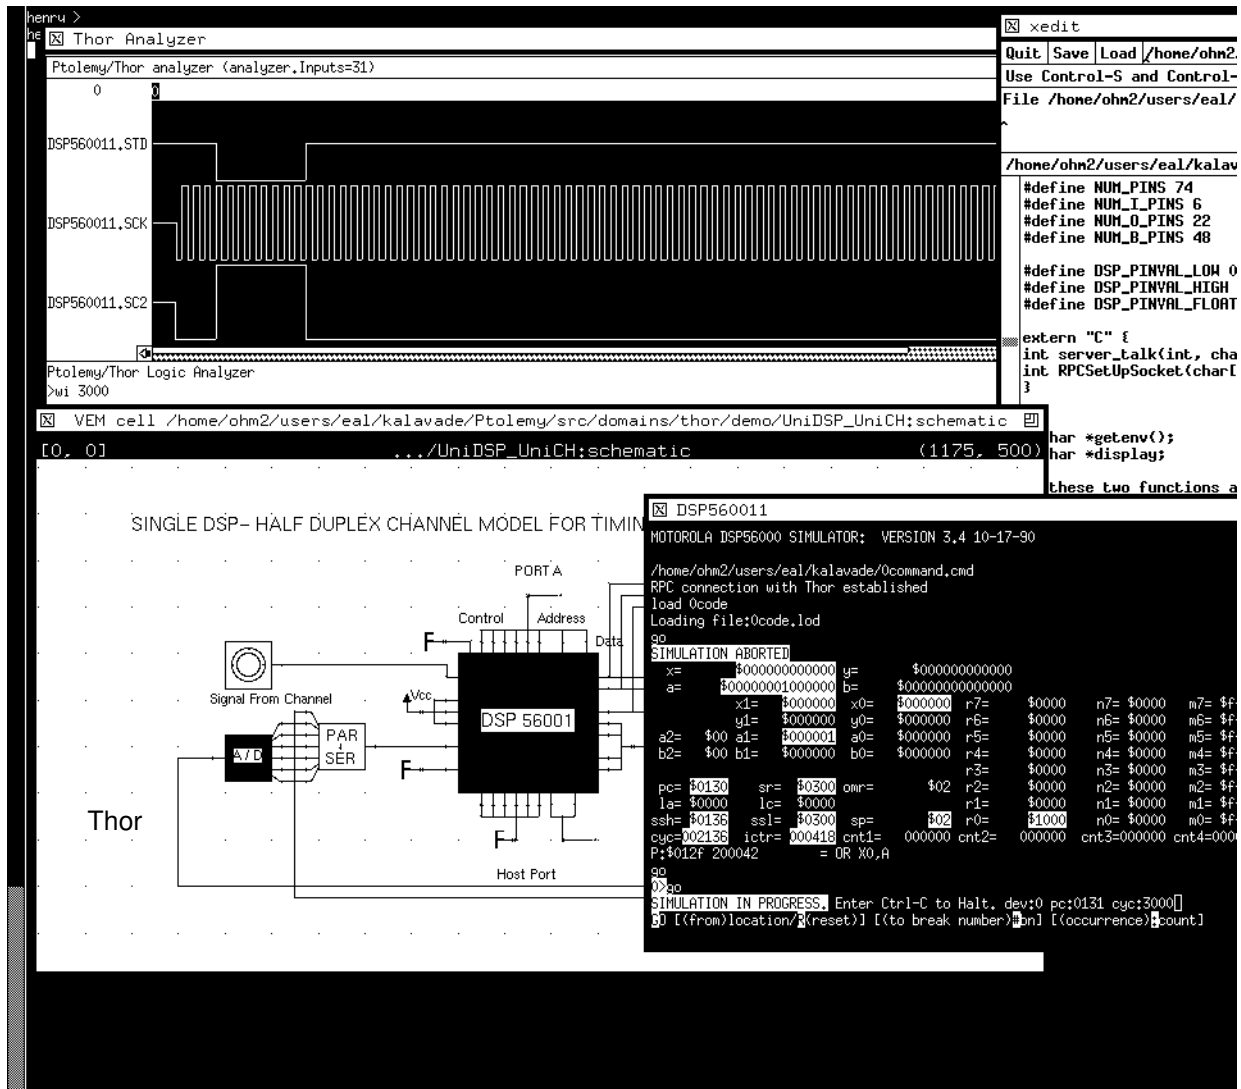 henry >
he
Thor Analyzer
Ptolemy/Thor analyzer (analyzer.Inputs=31)
0 0
DSP560011.STD
DSP560011.SCK
DSP560011.SC2
Ptolemy/Thor Logic Analyzer
>wi 3000
xedit
Quit Save Load /home/ohm2/
Use Control-S and Control-
File /home/ohm2/users/eal/
^
/home/ohm2/users/eal/kalav
#define NUM_PINS 74
#define NUM_I_PINS 6
#define NUM_O_PINS 22
#define NUM_B_PINS 48
#define DSP_PINVAL_LOW 0
#define DSP_PINVAL_HIGH
#define DSP_PINVAL_FLOAT
extern "C" {
int server_talk(int, cha
int RPCSetUpSocket(char[
}
har *getenv();
har *display;
these two functions a
VEM cell /home/ohm2/users/eal/kalavade/Ptolemy/src/domains/thor/demo/UniDSP_UniCH:schematic
[0, 0] .../UniDSP_UniCH:schematic (1175, 500)
SINGLE DSP- HALF DUPLEX CHANNEL MODEL FOR TIMIN
PORT A
Control Address
F Data
Signal From Channel
Vcc
DSP 56001
A/D
PAR
SER
F
Thor
F
Host Port
DSP560011
MOTOROLA DSP56000 SIMULATOR: VERSION 3.4 10-17-90
/home/ohm2/users/eal/kalavade/0command.cmd
RPC connection with Thor established
load 0code
Loading file:0code.lod
go
SIMULATION ABORTED
x= $000000000000 y= $000000000000
a= $00000001000000 b= $00000000000000
x1= $000000 x0= $000000 r7= $0000 n7= $0000 m7= $f
y1= $000000 y0= $000000 r6= $0000 n6= $0000 m6= $f
a2= $00 a1= $000001 a0= $000000 r5= $0000 n5= $0000 m5= $f
b2= $00 b1= $000000 b0= $000000 r4= $0000 n4= $0000 m4= $f
r3= $0000 n3= $0000 m3= $f
pc= $0130 sr= $0300 omr= $02 r2= $0000 n2= $0000 m2= $f
la= $0000 lc= $0000 r1= $0000 n1= $0000 m1= $f
ssh= $0136 ssl= $0300 sp= $02 r0= $1000 n0= $0000 m0= $f
cyc=002136 ictr= 000418 cnt1= 000000 cnt2= 000000 cnt3=000000 cnt4=000
P:$012f 200042 = OR X0,A
go
0>go
SIMULATION IN PROGRESS. Enter Ctrl-C to Halt. dev:0 pc:0131 cyc:3000
GO [(from)location/R(reset)] [(to break number)#bn] [(occurrence):count]